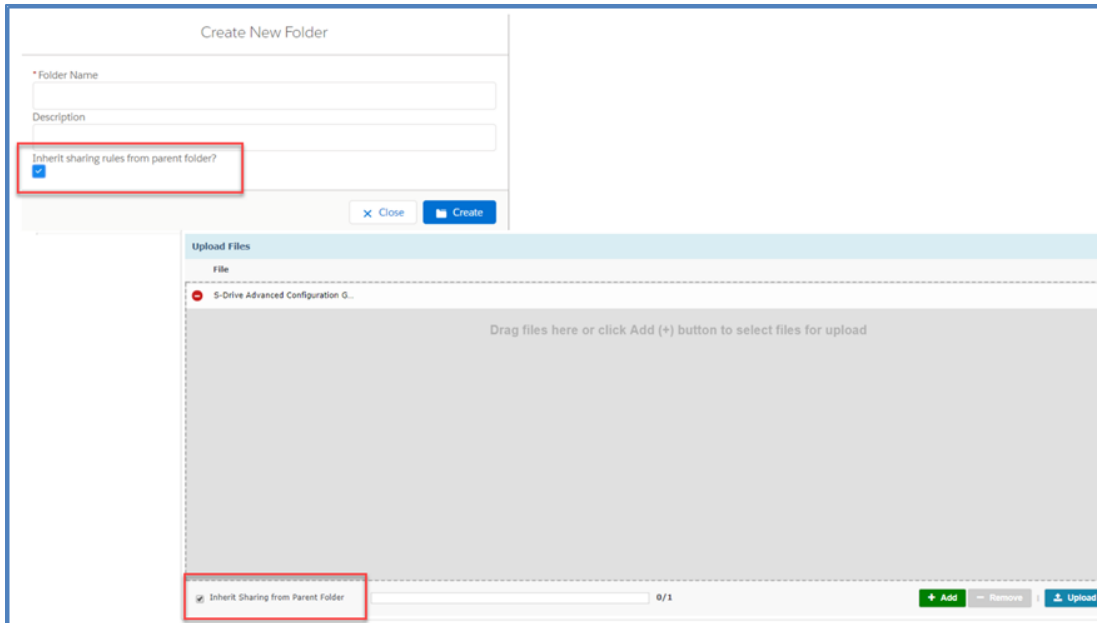 Create New Folder
*Folder Name
Description
Inherit sharing rules from parent folder?
Close Create
Upload Files
File
S-Drive Advanced Configuration G...
Drag files here or click Add (+) button to select files for upload
Inherit Sharing from Parent Folder 0/1 + Add − Remove Upload